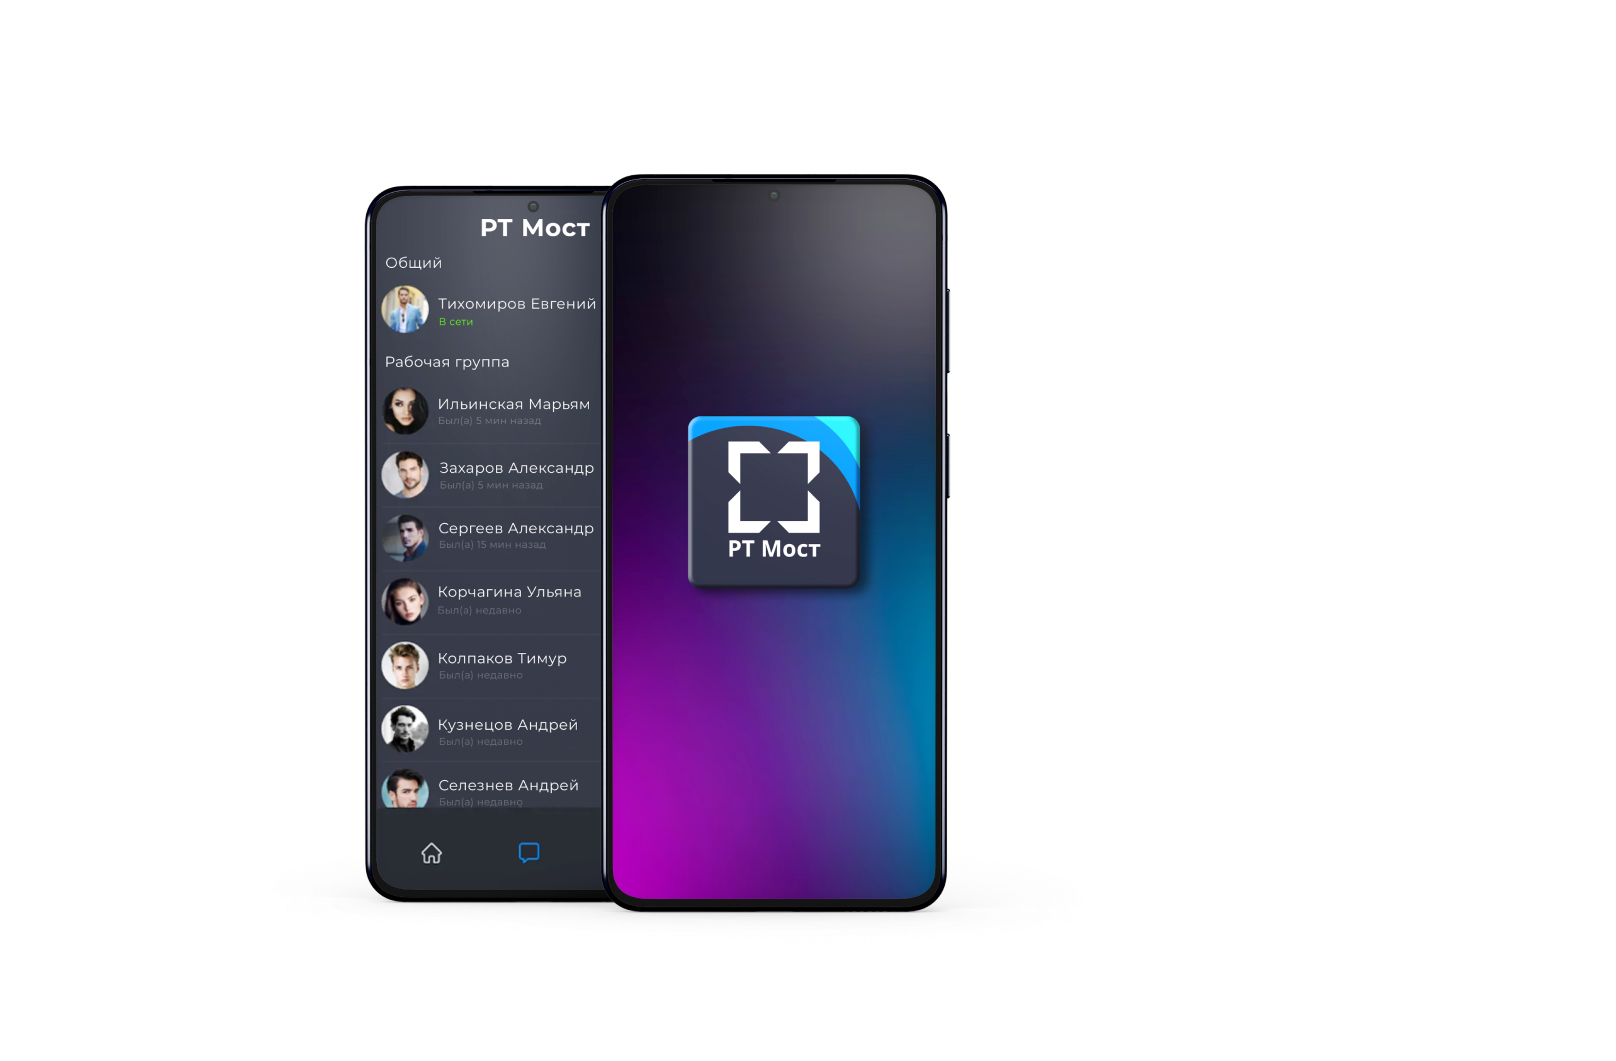 РТ Мост
Общий
Тихомиров Евгений
В сети
Рабочая группа
Ильинская Марьям
Был(а) 5 мин назад
Захаров Александр
Был(а) 5 мин назад
Сергеев Александр
Был(а) 15 мин назад
Корчагина Ульяна
Был(а) недавно
Колпаков Тимур
Был(а) недавно
Кузнецов Андрей
Был(а) недавно
Селезнев Андрей
Был(а) недавно
РТ Мост